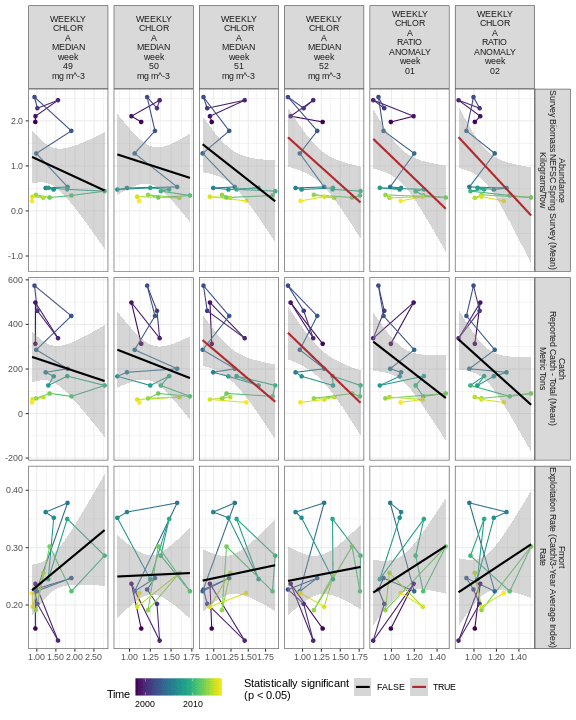 WEEKLY
CHLOR
A
MEDIAN
week
49
mg m^-3
WEEKLY
CHLOR
A
MEDIAN
week
50
mg m^-3
WEEKLY
CHLOR
A
MEDIAN
week
51
mg m^-3
WEEKLY
CHLOR
A
MEDIAN
week
52
mg m^-3
WEEKLY
CHLOR
A
RATIO
ANOMALY
week
01
WEEKLY
CHLOR
A
RATIO
ANOMALY
week
02
2.0
1.0
0.0
-1.0
Abundance
Survey Biomass NEFSC Spring Survey (Mean)
Kilograms/Tow
600
400
200
0
-200
Catch
Reported Catch - Total (Mean)
Metric Tons
0.40
0.30
0.20
Fmort
Exploitation Rate (Catch/3-Year Average Index)
Rate
1.00 1.50 2.00 2.50
1.00 1.25 1.50 1.75
1.00 1.25 1.50 1.75
1.00 1.25 1.50 1.75
1.00 1.20 1.40
1.00 1.20 1.40
Time
2000 2010
Statistically significant
(p < 0.05)
FALSE TRUE